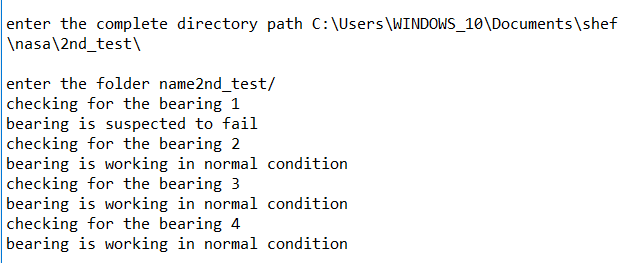 enter the complete directory path C:\Users\WINDOWS_10\Documents\shef
\nasa\2nd_test\
enter the folder name2nd_test/
checking for the bearing 1
bearing is suspected to fail
checking for the bearing 2
bearing is working in normal condition
checking for the bearing 3
bearing is working in normal condition
checking for the bearing 4
bearing is working in normal condition